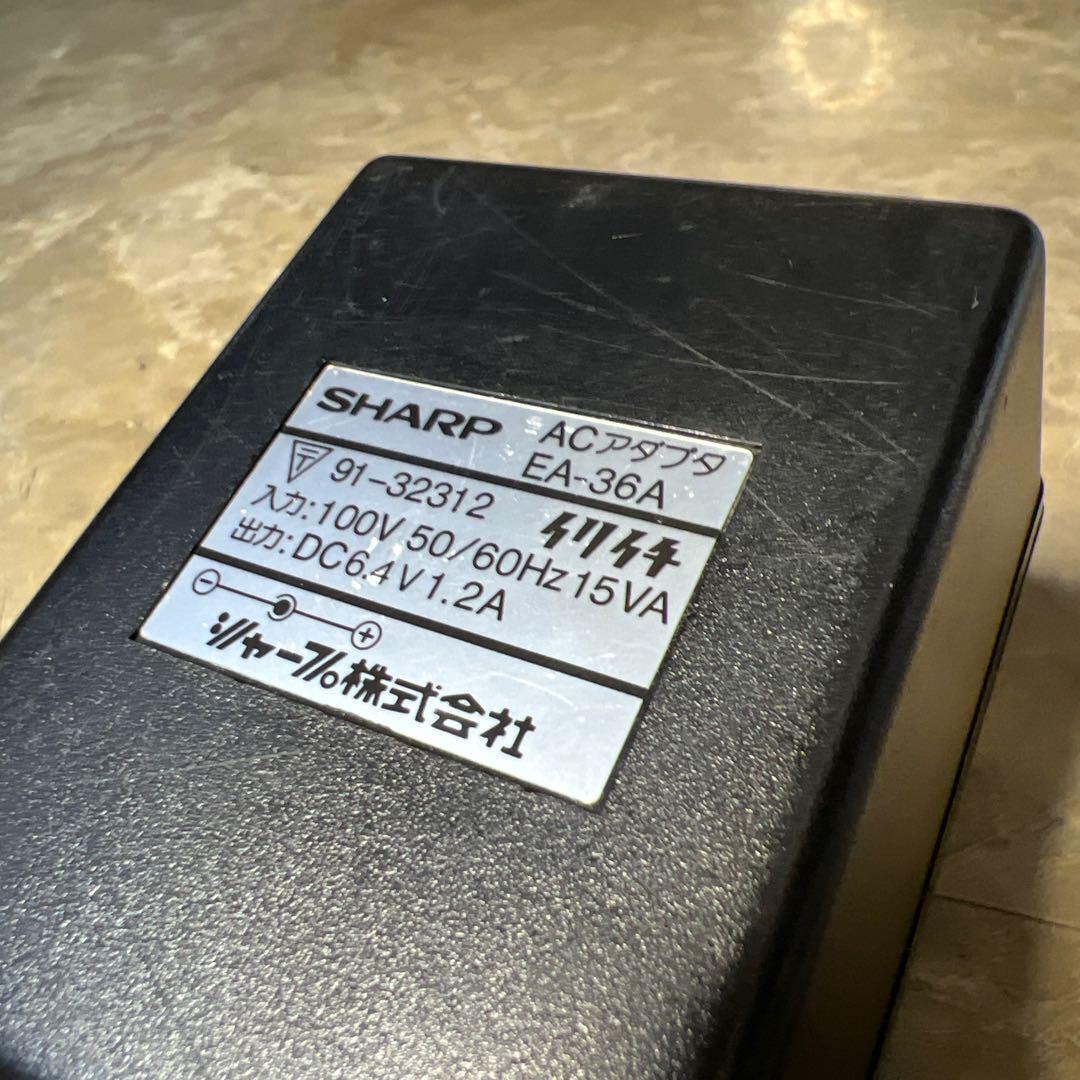 SHARP ACアダプタ
EA-36A
91-32312
入力:100V 50/60Hz 15VA
出力:DC6.4V 1.2A
シャープ株式会社